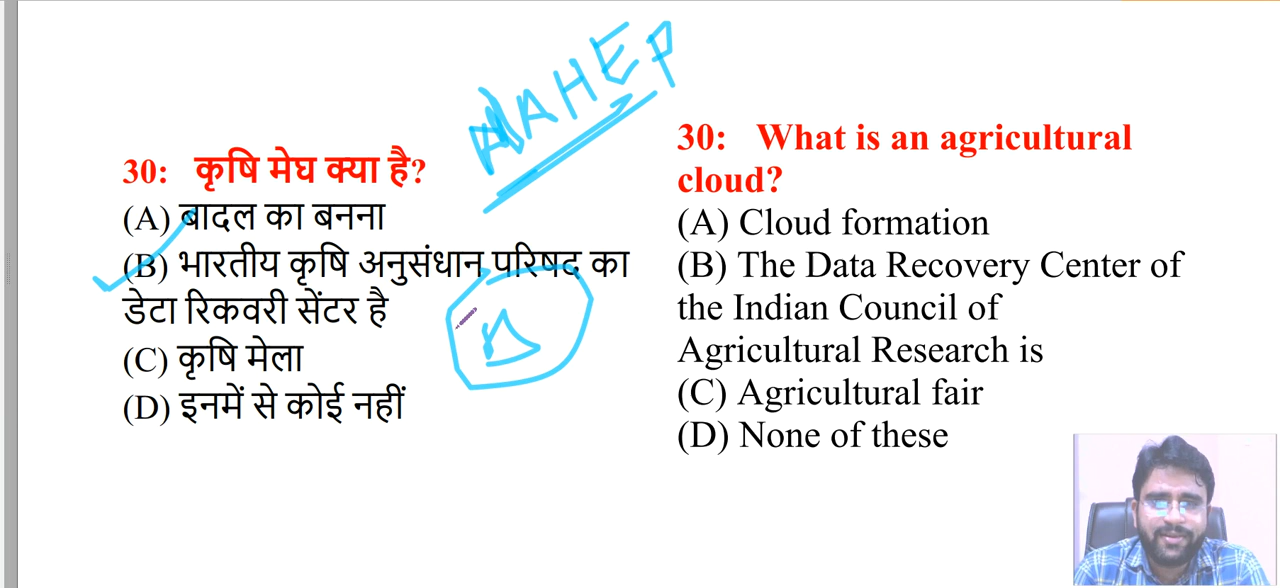 30: कृषि मेघ क्या है?
(A) बादल का बनना
(B) भारतीय कृषि अनुसंधान परिषद का
डेटा रिकवरी सेंटर है
(C) कृषि मेला
(D) इनमें से कोई नहीं
NAHEP
30: What is an agricultural
cloud?
(A) Cloud formation
(B) The Data Recovery Center of
the Indian Council of
Agricultural Research is
(C) Agricultural fair
(D) None of these